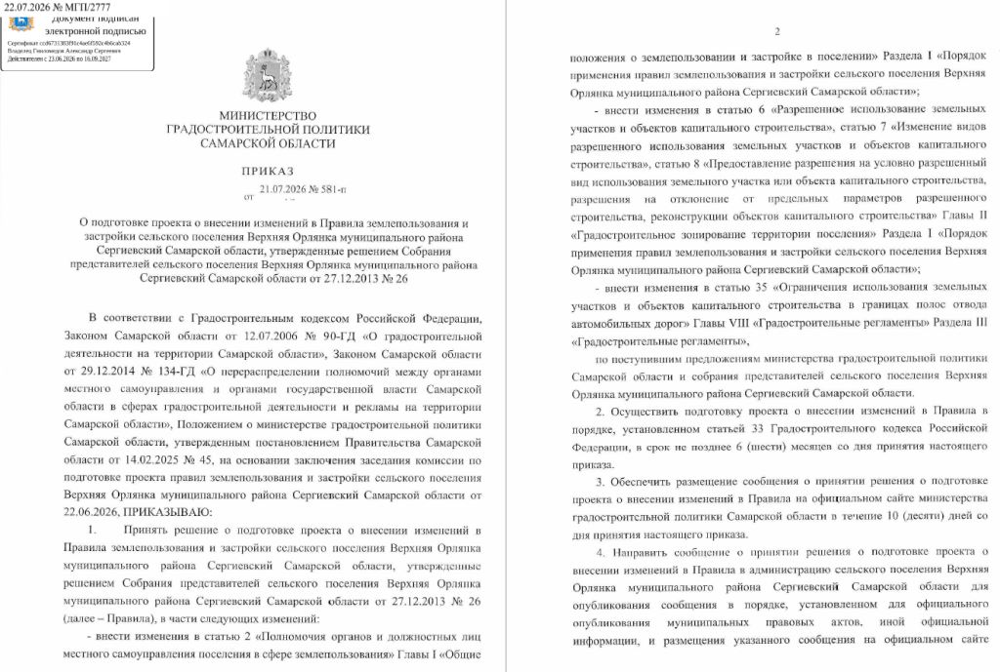 22.07.2026 № МГП/2777
Документ подписан
электронной подписью
Сертификат
Владелец Гниломедов Александр Сергеевич
Действителен с 23.06.2026 по 16.09.2027
МИНИСТЕРСТВО
ГРАДОСТРОИТЕЛЬНОЙ ПОЛИТИКИ
САМАРСКОЙ ОБЛАСТИ
ПРИКАЗ
от 21.07.2026 № 581-п
О подготовке проекта о внесении изменений в Правила землепользования и
застройки сельского поселения Верхняя Орлянка муниципального района
Сергиевский Самарской области, утвержденные решением Собрания
представителей сельского поселения Верхняя Орлянка муниципального района
Сергиевский Самарской области от 27.12.2013 № 26
В соответствии с Градостроительным кодексом Российской Федерации,
Законом Самарской области от 12.07.2006 № 90-ГД «О градостроительной
деятельности на территории Самарской области», Законом Самарской области
от 29.12.2014 № 134-ГД «О перераспределении полномочий между органами
местного самоуправления и органами государственной власти Самарской
области в сферах градостроительной деятельности и рекламы на территории
Самарской области», Положением о министерстве градостроительной политики
Самарской области, утвержденным постановлением Правительства Самарской
области от 14.02.2025 № 45, на основании заключения заседания комиссии по
подготовке проекта правил землепользования и застройки сельского поселения
Верхняя Орлянка муниципального района Сергиевский Самарской области от
22.06.2026, ПРИКАЗЫВАЮ:
1. Принять решение о подготовке проекта о внесении изменений в
Правила землепользования и застройки сельского поселения Верхняя Орлянка
муниципального района Сергиевский Самарской области, утвержденные
решением Собрания представителей сельского поселения Верхняя Орлянка
муниципального района Сергиевский Самарской области от 27.12.2013 № 26
(далее – Правила), в части следующих изменений:
- внести изменения в статью 2 «Полномочия органов и должностных лиц
местного самоуправления поселения в сфере землепользования» Главы I «Общие
2
положения о землепользовании и застройке в поселении» Раздела I «Порядок
применения правил землепользования и застройки сельского поселения Верхняя
Орлянка муниципального района Сергиевский Самарской области»;
- внести изменения в статью 6 «Разрешенное использование земельных
участков и объектов капитального строительства», статью 7 «Изменение видов
разрешенного использования земельных участков и объектов капитального
строительства», статью 8 «Предоставление разрешения на условно разрешенный
вид использования земельного участка или объекта капитального строительства,
разрешения на отклонение от предельных параметров разрешенного
строительства, реконструкции объектов капитального строительства» Главы II
«Градостроительное зонирование территории поселения» Раздела I «Порядок
применения правил землепользования и застройки сельского поселения Верхняя
Орлянка муниципального района Сергиевский Самарской области»;
- внести изменения в статью 35 «Ограничения использования земельных
участков и объектов капитального строительства в границах полос отвода
автомобильных дорог» Главы VIII «Градостроительные регламенты» Раздела III
«Градостроительные регламенты»,
по поступившим предложениям министерства градостроительной политики
Самарской области и собрания представителей сельского поселения Верхняя
Орлянка муниципального района Сергиевский Самарской области.
2. Осуществить подготовку проекта о внесении изменений в Правила в
порядке, установленном статьей 33 Градостроительного кодекса Российской
Федерации, в срок не позднее 6 (шести) месяцев со дня принятия настоящего
приказа.
3. Обеспечить размещение сообщения о принятии решения о подготовке
проекта о внесении изменений в Правила на официальном сайте министерства
градостроительной политики Самарской области в течение 10 (десяти) дней со
дня принятия настоящего приказа.
4. Направить сообщение о принятии решения о подготовке проекта о
внесении изменений в Правила в администрацию сельского поселения Верхняя
Орлянка муниципального района Сергиевский Самарской области для
опубликования сообщения в порядке, установленном для официального
опубликования муниципальных правовых актов, иной официальной
информации, и размещения указанного сообщения на официальном сайте